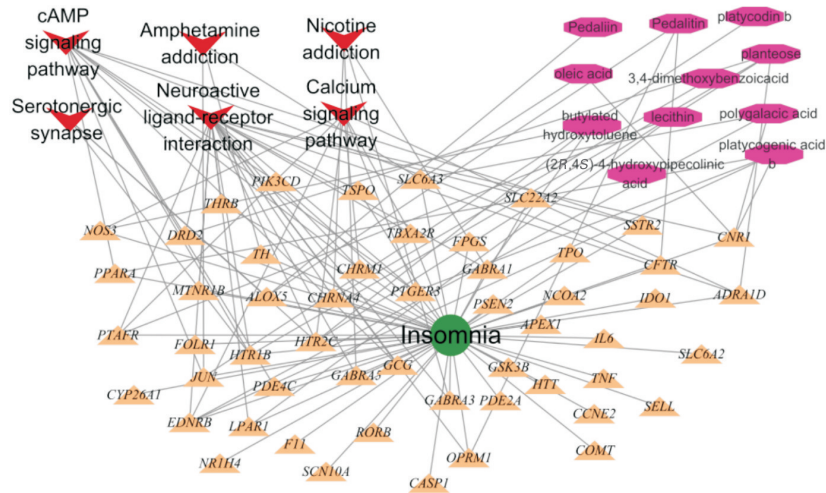 cAMP
signaling
pathway
Amphetamine
addiction
Nicotine
addiction
Serotonergic
synapse
Neuroactive
ligand-receptor
interaction
Calcium
signaling
pathway
Pedaliin
Pedalitin
platycodin b
planteose
oleic acid
3,4-dimethoxybenzoicacid
butylated
hydroxytoluene
lecithin
polygalacic acid
platycogenic acid
b
(2R,4S)-4-hydroxypipecolinic
acid
PIK3CD
TSPO
SLC6A3
SLC22A2
THRB
NOS3
DRD2
TH
TBXA2R
FPGS
TPO
SSTR2
CNR1
PPARA
MTNR1B
ALOX5
CHRM1
CHRNA4
PTGER3
GABRA1
PSEN2
NCOA2
CFTR
IDO1
ADRA1D
PTAFR
FOLR1
HTR1B
HTR2C
Insomnia
APEX1
IL6
SLC6A2
CYP26A1
JUN
PDE4C
GABRA5
GCG
GSK3B
HTT
TNF
EDNRB
LPAR1
GABRA3
PDE2A
CCNE2
SELL
NR1H4
F11
SCN10A
RORB
CASP1
OPRM1
COMT